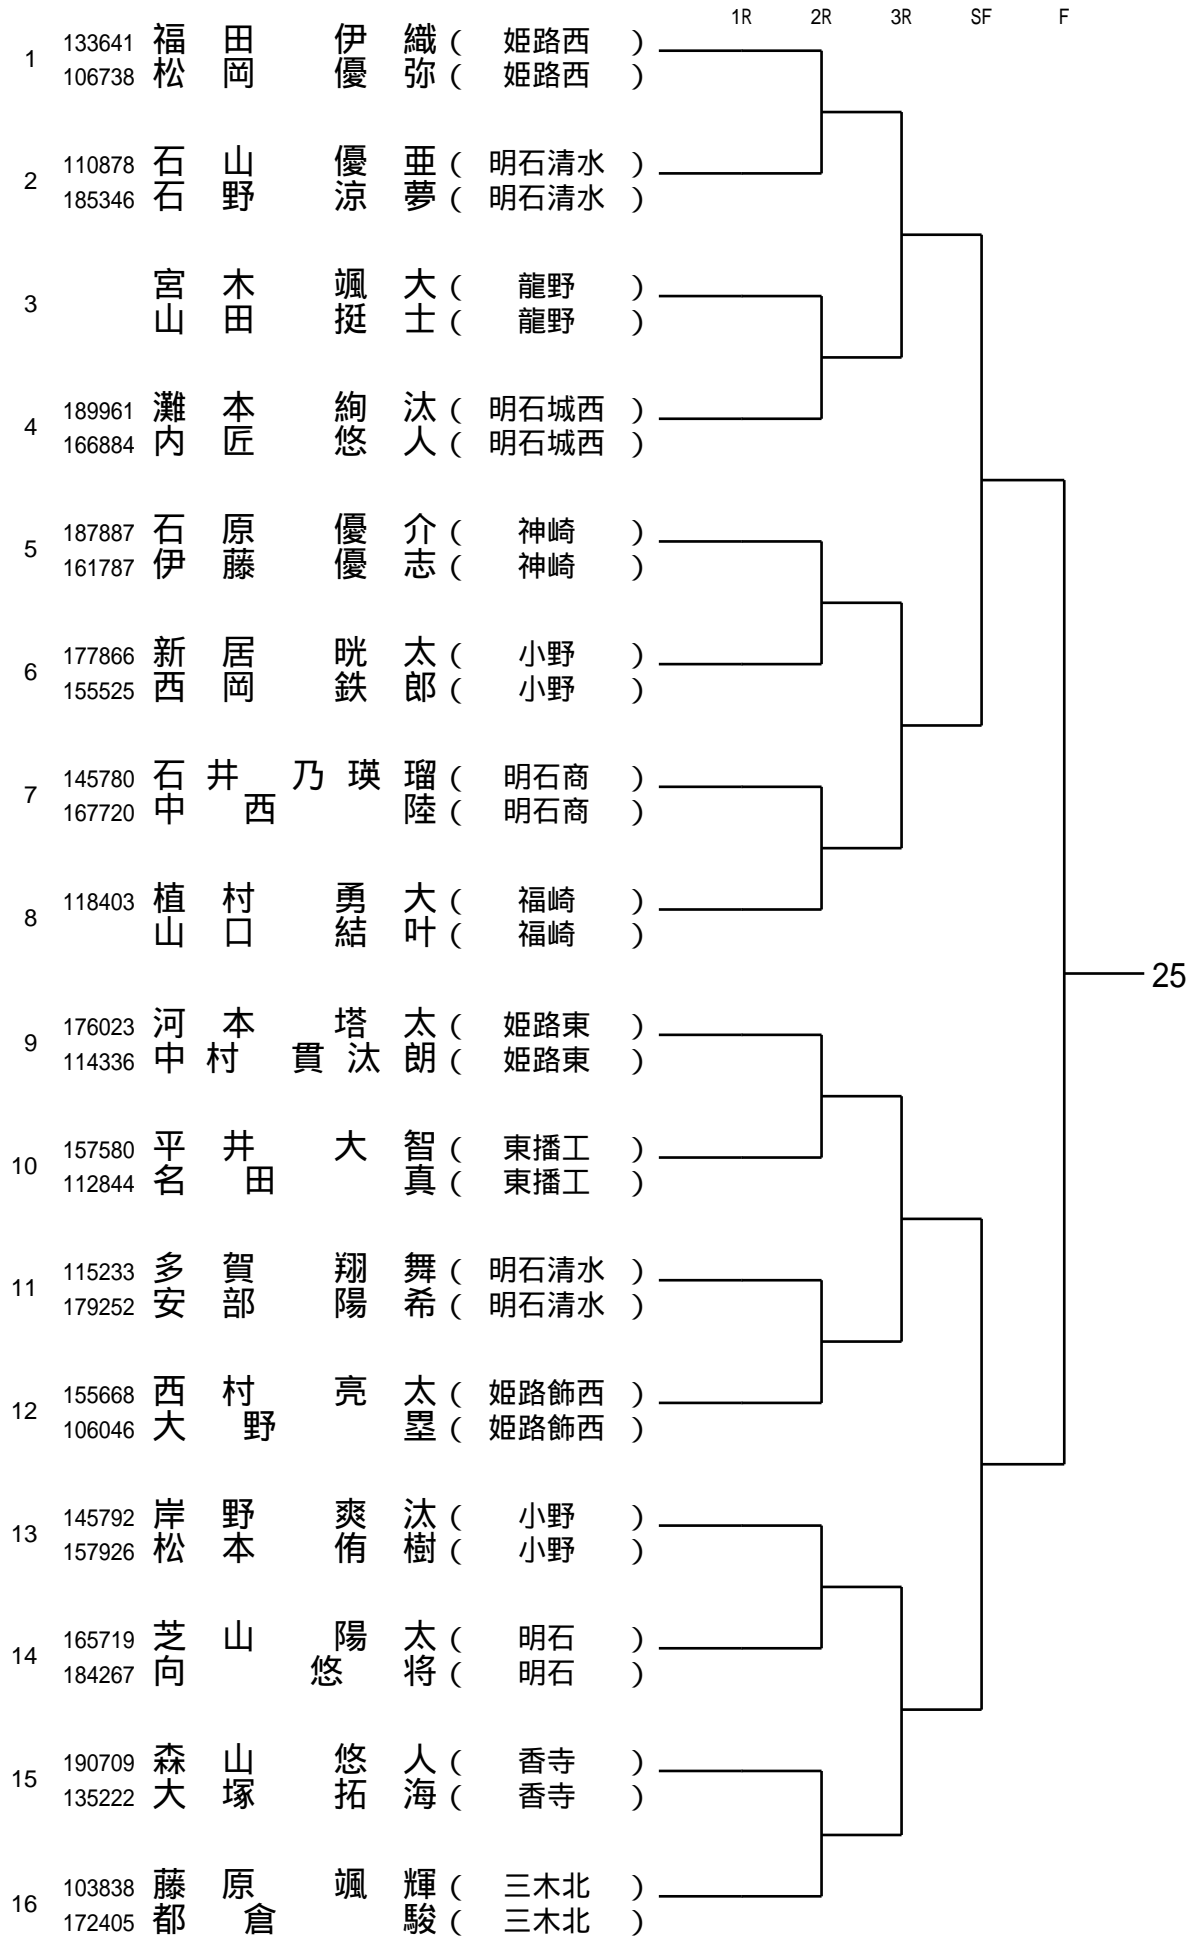 1R 2R 3R SF F
1 133641 福田 伊織 ( 姫路西 )
106738 松岡 優弥 ( 姫路西 )
2 110878 石山 優亜 ( 明石清水 )
185346 石野 涼夢 ( 明石清水 )
3 宮木 颯大 ( 龍野 )
山田 挺士 ( 龍野 )
4 189961 灘本 絢汰 ( 明石城西 )
166884 内匠 悠人 ( 明石城西 )
5 187887 石原 優介 ( 神崎 )
161787 伊藤 優志 ( 神崎 )
6 177866 新居 晄太 ( 小野 )
155525 西岡 鉄郎 ( 小野 )
7 145780 石井 乃瑛瑠 ( 明石商 )
167720 中西 陸 ( 明石商 )
8 118403 植村 勇大 ( 福崎 )
山口 結叶 ( 福崎 )
25
9 176023 河本 塔太 ( 姫路東 )
114336 中村 貫汰朗 ( 姫路東 )
10 157580 平井 大智 ( 東播工 )
112844 名田 真 ( 東播工 )
11 115233 多賀 翔舞 ( 明石清水 )
179252 安部 陽希 ( 明石清水 )
12 155668 西村 亮太 ( 姫路飾西 )
106046 大野 塁 ( 姫路飾西 )
13 145792 岸野 爽汰 ( 小野 )
157926 松本 侑樹 ( 小野 )
14 165719 芝山 陽太 ( 明石 )
184267 向 悠将 ( 明石 )
15 190709 森山 悠人 ( 香寺 )
135222 大塚 拓海 ( 香寺 )
16 103838 藤原 颯輝 ( 三木北 )
172405 都倉 駿 ( 三木北 )